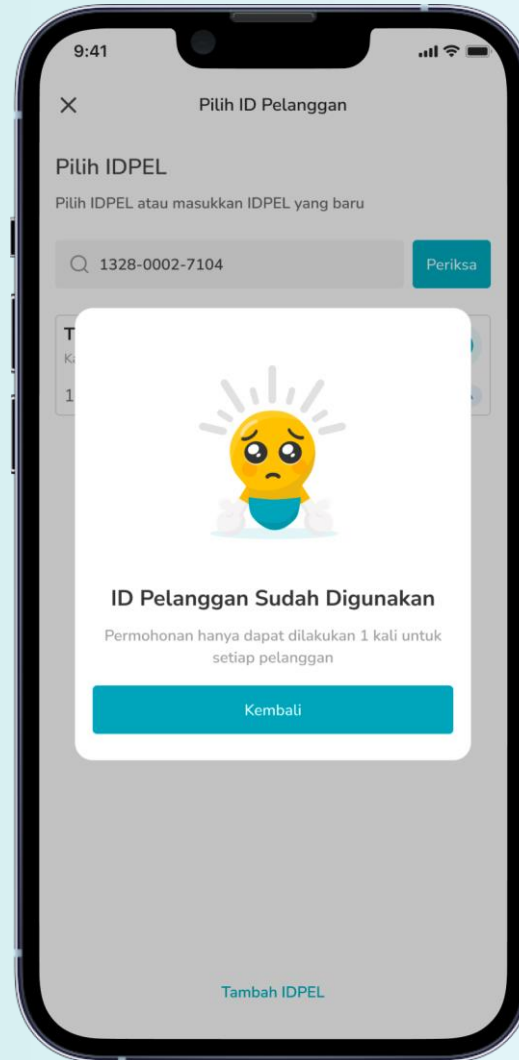 9:41
Pilih ID Pelanggan
Pilih IDPEL
Pilih IDPEL atau masukkan IDPEL yang baru
1328-0002-7104
Periksa
ID Pelanggan Sudah Digunakan
Permohonan hanya dapat dilakukan 1 kali untuk
setiap pelanggan
Kembali
Tambah IDPEL